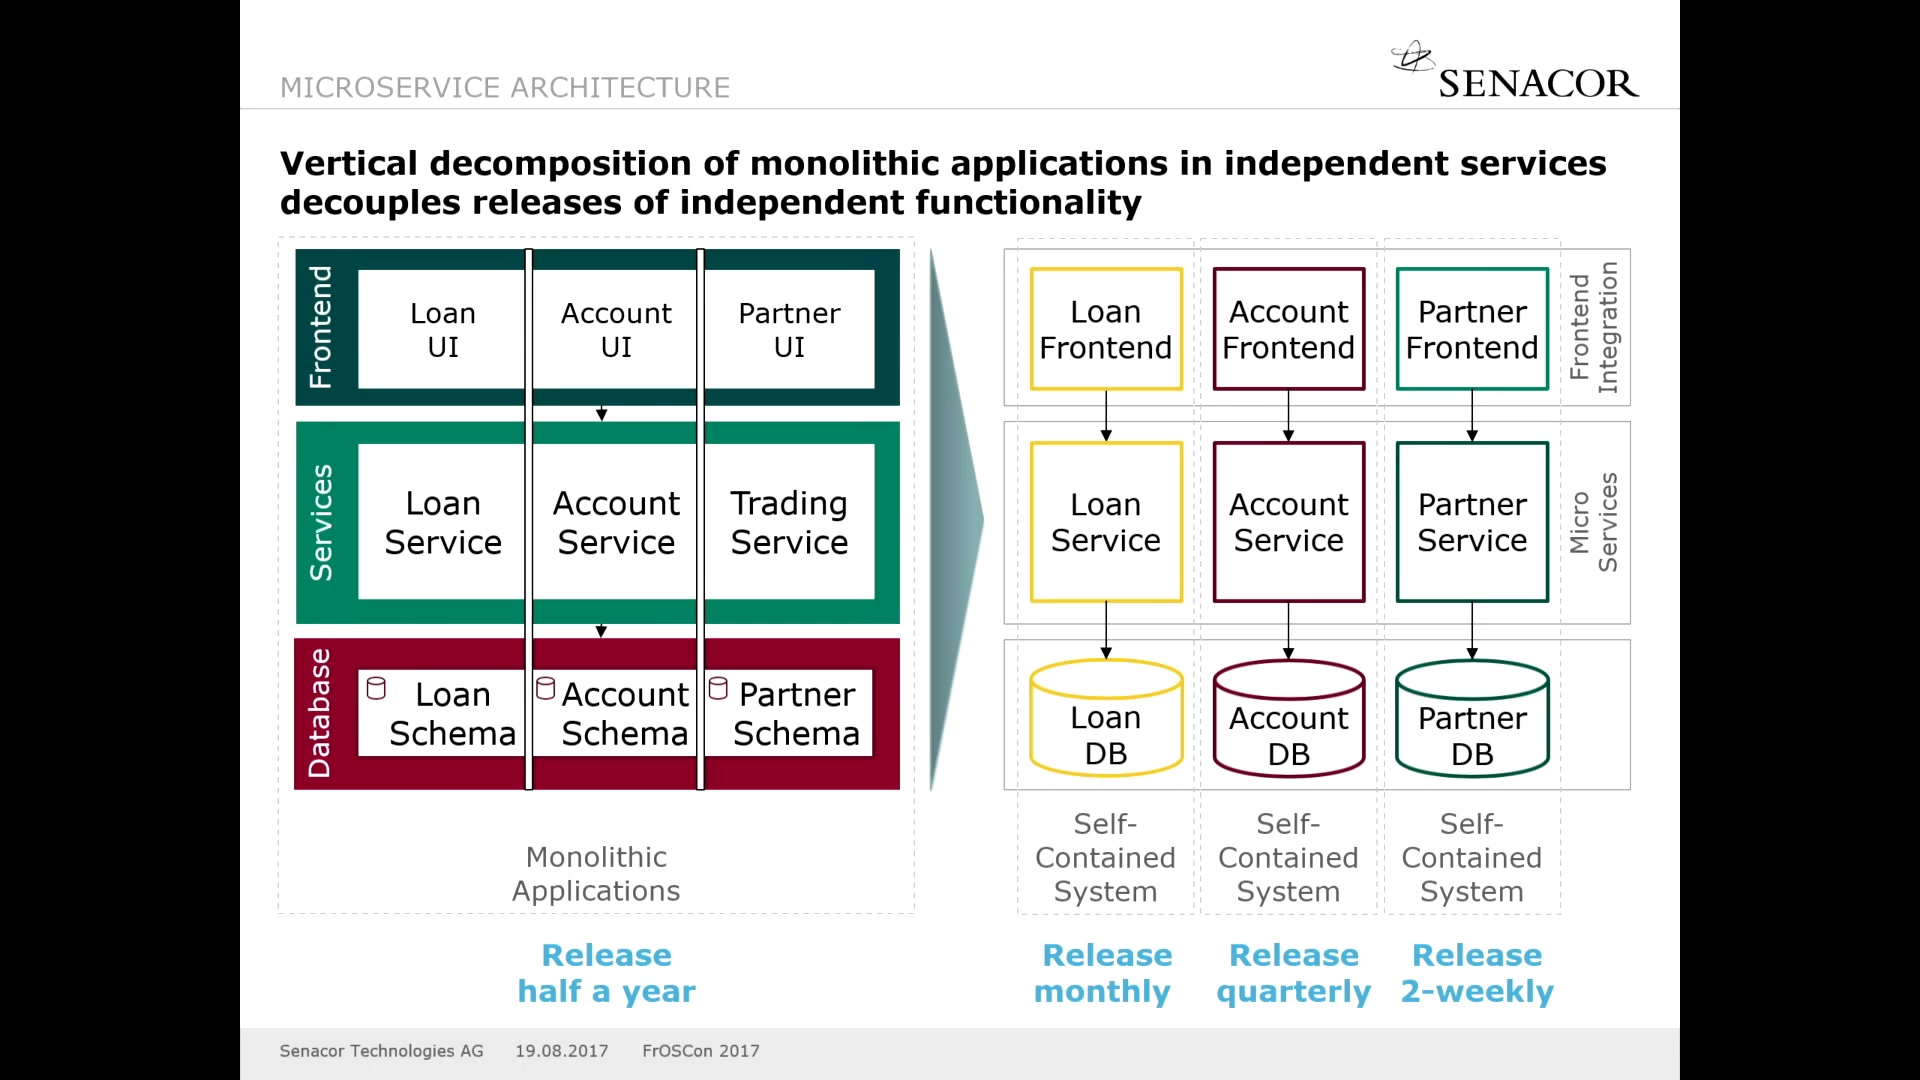 MICROSERVICE ARCHITECTURE
SENACOR
Vertical decomposition of monolithic applications in independent services
decouples releases of independent functionality
Frontend
Loan
UI
Account
UI
Partner
UI
Services
Loan
Service
Account
Service
Trading
Service
Database
Loan
Schema
Account
Schema
Partner
Schema
Monolithic
Applications
Release
half a year
Loan
Frontend
Account
Frontend
Partner
Frontend
Frontend
Integration
Loan
Service
Account
Service
Partner
Service
Micro
Services
Loan
DB
Account
DB
Partner
DB
Self-
Contained
System
Self-
Contained
System
Self-
Contained
System
Release
monthly
Release
quarterly
Release
2-weekly
Senacor Technologies AG 19.08.2017 FrOSCon 2017